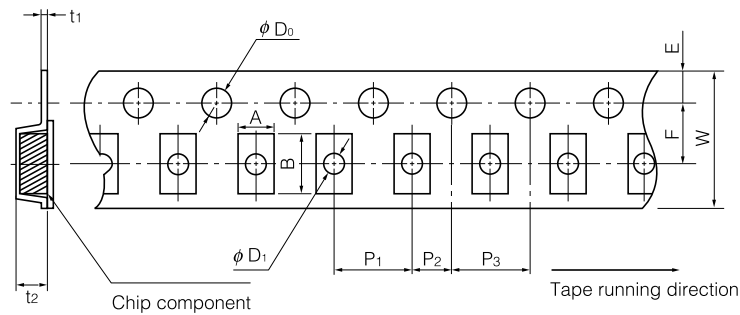 t1
ϕ D0
E
A
B
F
W
ϕ D1
P1
P2
P3
t2
Chip component
Tape running direction